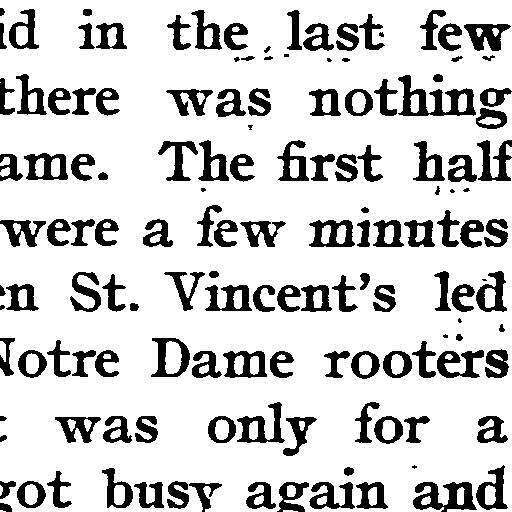 id in the last few
there was nothing
ame. The first half
were a few minutes
en St. Vincent's led
Notre Dame rooters
t was only for a
got busy again and